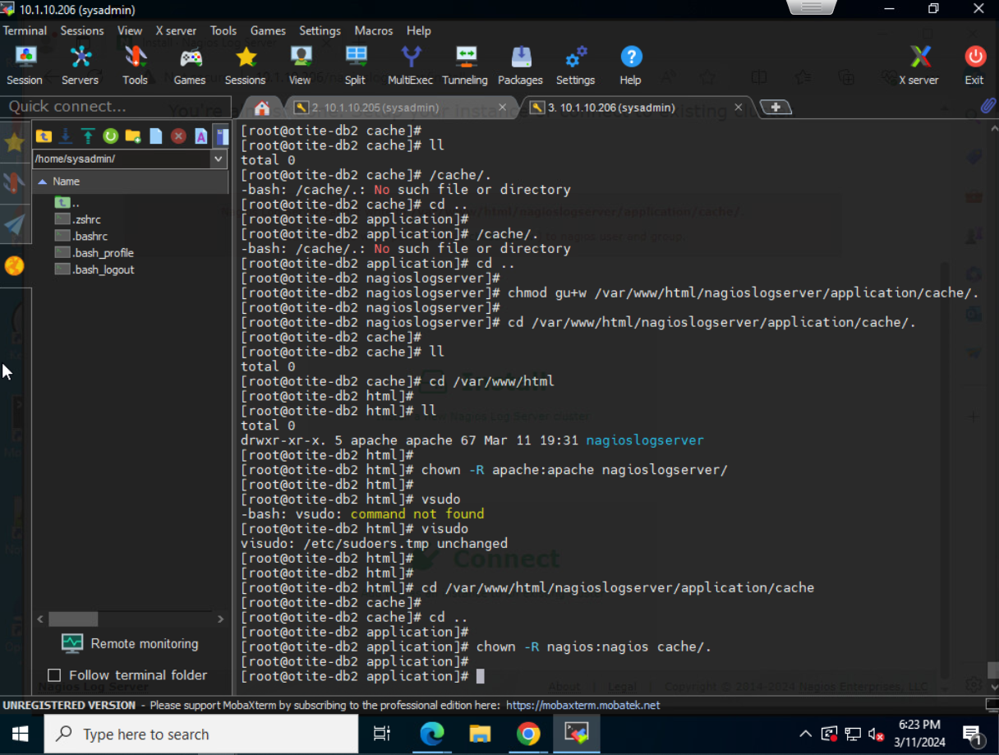 10.1.10.206 (sysadmin)
Terminal Sessions View X server Tools Games Settings Macros Help
Session Servers Tools Games Sessions View Split MultiExec Tunneling Packages Settings Help X server Exit
Quick connect...
2. 10.1.10.205 (sysadmin)
3. 10.1.10.206 (sysadmin)
/home/sysadmin/
Name
..
.zshrc
.bashrc
.bash_profile
.bash_logout
Remote monitoring
Follow terminal folder
[root@otite-db2 cache]#
[root@otite-db2 cache]# ll
total 0
[root@otite-db2 cache]# /cache/.
-bash: /cache/.: No such file or directory
[root@otite-db2 cache]# cd ..
[root@otite-db2 application]#
[root@otite-db2 application]# /cache/.
-bash: /cache/.: No such file or directory
[root@otite-db2 application]# cd ..
[root@otite-db2 nagioslogserver]#
[root@otite-db2 nagioslogserver]# chmod gu+w /var/www/html/nagioslogserver/application/cache/.
[root@otite-db2 nagioslogserver]#
[root@otite-db2 nagioslogserver]# cd /var/www/html/nagioslogserver/application/cache/.
[root@otite-db2 cache]#
[root@otite-db2 cache]# ll
total 0
[root@otite-db2 cache]# cd /var/www/html
[root@otite-db2 html]#
[root@otite-db2 html]# ll
total 0
drwxr-xr-x. 5 apache apache 67 Mar 11 19:31 nagioslogserver
[root@otite-db2 html]#
[root@otite-db2 html]# chown -R apache:apache nagioslogserver/
[root@otite-db2 html]#
[root@otite-db2 html]# vsudo
-bash: vsudo: command not found
[root@otite-db2 html]# visudo
visudo: /etc/sudoers.tmp unchanged
[root@otite-db2 html]#
[root@otite-db2 html]#
[root@otite-db2 html]# cd /var/www/html/nagioslogserver/application/cache
[root@otite-db2 cache]#
[root@otite-db2 cache]# cd ..
[root@otite-db2 application]#
[root@otite-db2 application]# chown -R nagios:nagios cache/.
[root@otite-db2 application]#
[root@otite-db2 application]#
Connect
Nagios Log Server
About | Legal | Copyright © 2014-2024 Nagios Enterprises, LLC
UNREGISTERED VERSION - Please support MobaXterm by subscribing to the professional edition here: https://mobaxterm.mobatek.net
Type here to search
6:23 PM
3/11/2024
1